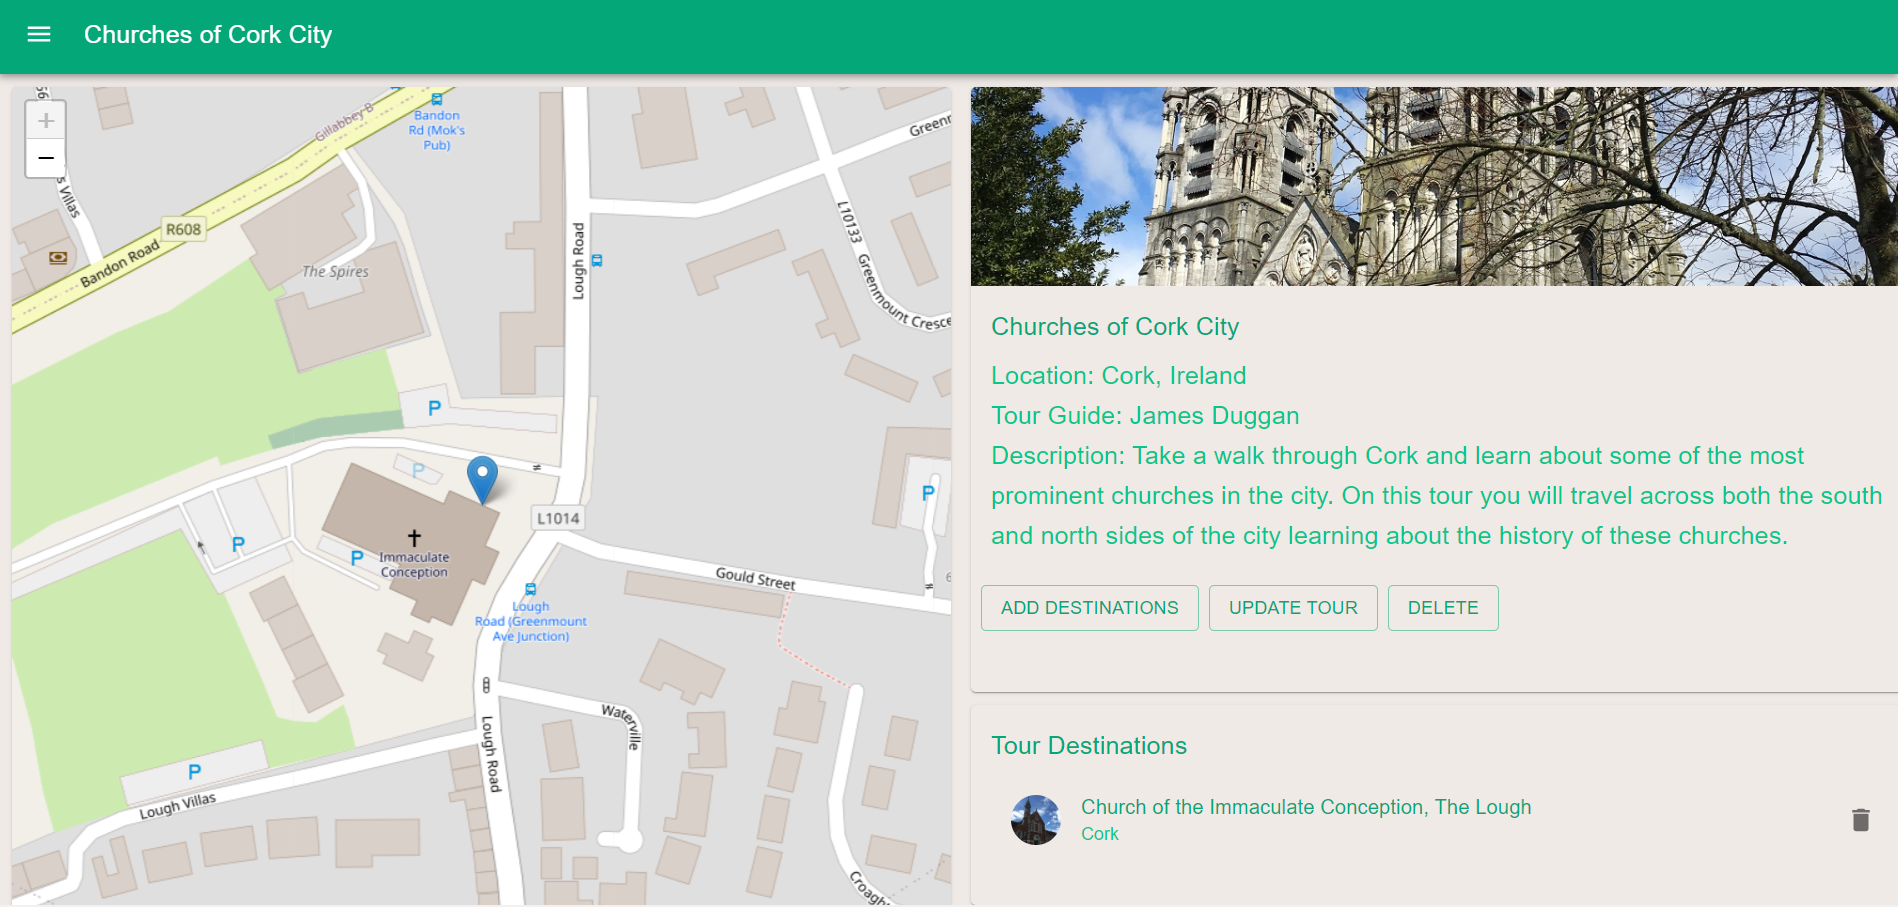 Churches of Cork City
+
−
Gillabbey
Bandon
Rd (Mok's
Pub)
s Villas
R608
Bandon Road
The Spires
Lough Road
L10133
Greenmount
P
P
P
P
P
P
L1014
Immaculate
Conception
Gould Street
Lough
Road (Greenmount
Ave Junction)
Waterville
Lough Road
Lough Villas
Churches of Cork City
Location: Cork, Ireland
Tour Guide: James Duggan
Description: Take a walk through Cork and learn about some of the most
prominent churches in the city. On this tour you will travel across both the south
and north sides of the city learning about the history of these churches.
ADD DESTINATIONS
UPDATE TOUR
DELETE
Tour Destinations
Church of the Immaculate Conception, The Lough
Cork